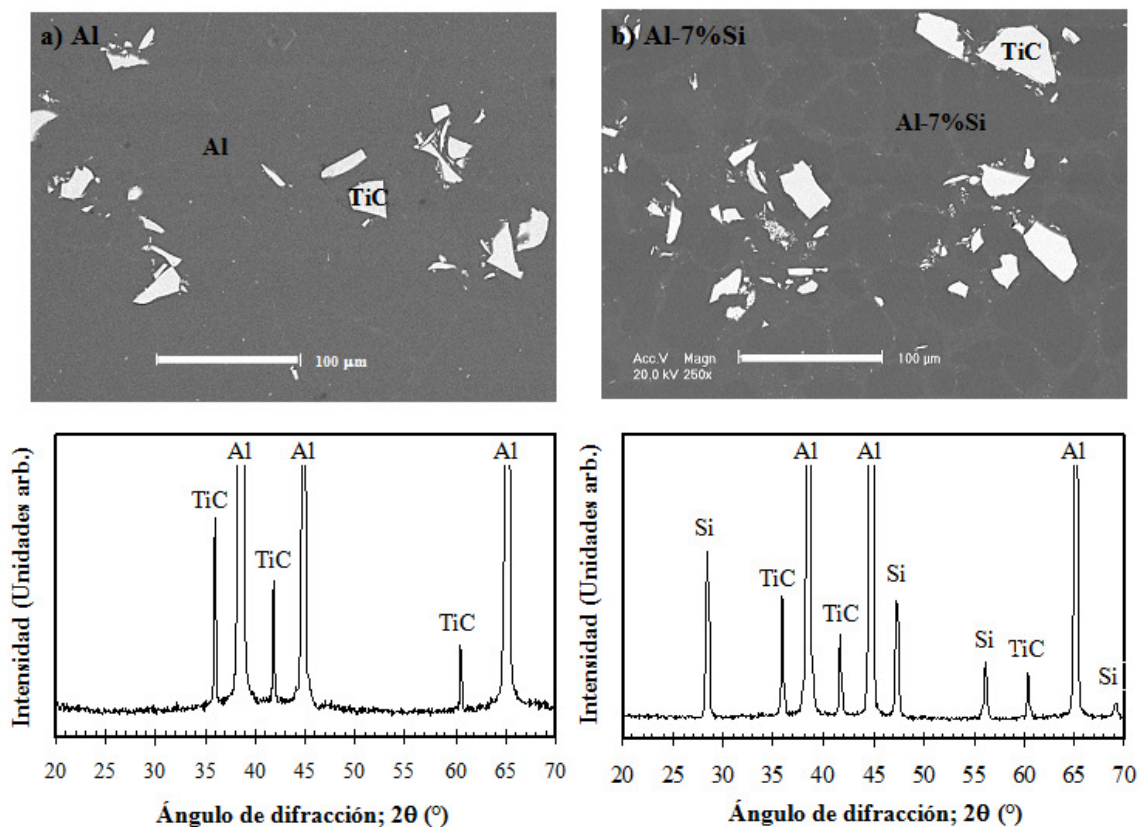 a) Al
Al
TiC
100 µm
b) Al-7%Si
TiC
Al-7%Si
Acc.V Magn
20.0 kV 250x
100 µm
Intensidad (Unidades arb.)
TiC
Al
TiC
Al
TiC
Al
20 25 30 35 40 45 50 55 60 65 70
Ángulo de difracción; 2θ (°)
Intensidad (Unidades arb.)
Si
TiC
Al
TiC
Al
Si
Si
TiC
Al
Si
20 25 30 35 40 45 50 55 60 65 70
Ángulo de difracción; 2θ (°)